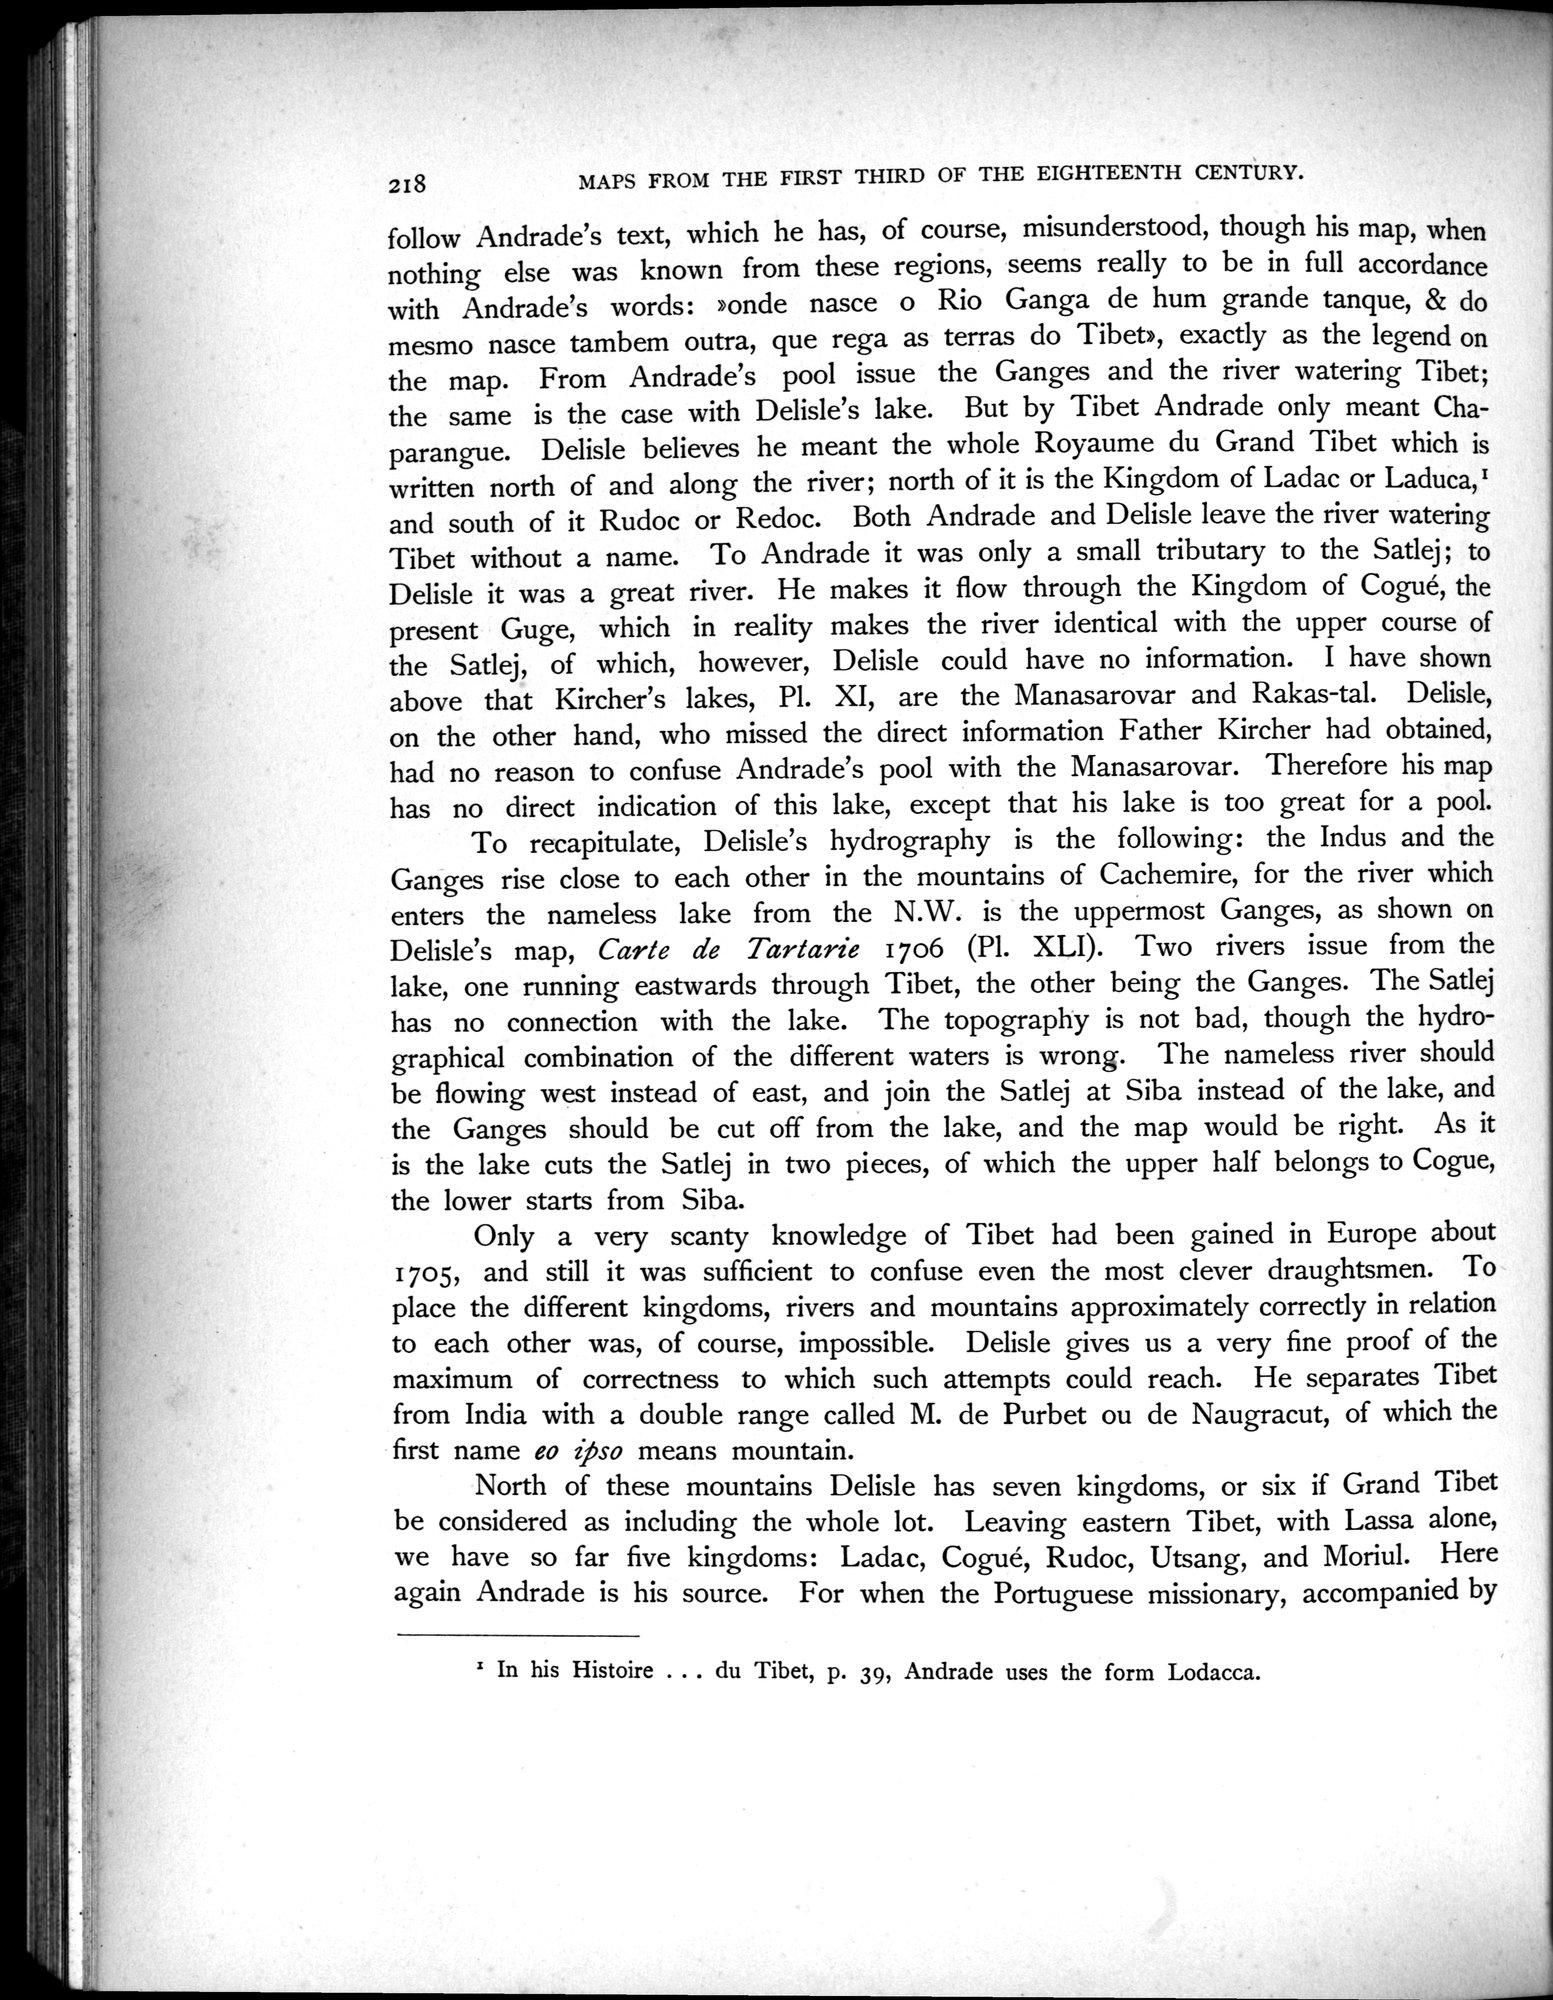 218 MAPS FROM THE FIRST THIRD OF THE EIGHTEENTH CENTURY.
follow Andrade's text, which he has, of course, misunderstood, though his map, when
nothing else was known from these regions, seems really to be in full accordance
with Andrade's words: »onde nasce o Rio Ganga de hum grande tanque, & do
mesmo nasce tambem outra, que rega as terras do Tibet», exactly as the legend on
the map. From Andrade's pool issue the Ganges and the river watering Tibet;
the same is the case with Delisle's lake. But by Tibet Andrade only meant Cha-
parangue. Delisle believes he meant the whole Royaume du Grand Tibet which is
written north of and along the river; north of it is the Kingdom of Ladac or Laduca,¹
and south of it Rudoc or Redoc. Both Andrade and Delisle leave the river watering
Tibet without a name. To Andrade it was only a small tributary to the Satlej; to
Delisle it was a great river. He makes it flow through the Kingdom of Cogué, the
present Guge, which in reality makes the river identical with the upper course of
the Satlej, of which, however, Delisle could have no information. I have shown
above that Kircher's lakes, Pl. XI, are the Manasarovar and Rakas-tal. Delisle,
on the other hand, who missed the direct information Father Kircher had obtained,
had no reason to confuse Andrade's pool with the Manasarovar. Therefore his map
has no direct indication of this lake, except that his lake is too great for a pool.
To recapitulate, Delisle's hydrography is the following: the Indus and the
Ganges rise close to each other in the mountains of Cachemire, for the river which
enters the nameless lake from the N.W. is the uppermost Ganges, as shown on
Delisle's map, Carte de Tartarie 1706 (Pl. XLI). Two rivers issue from the
lake, one running eastwards through Tibet, the other being the Ganges. The Satlej
has no connection with the lake. The topography is not bad, though the hydro-
graphical combination of the different waters is wrong. The nameless river should
be flowing west instead of east, and join the Satlej at Siba instead of the lake, and
the Ganges should be cut off from the lake, and the map would be right. As it
is the lake cuts the Satlej in two pieces, of which the upper half belongs to Cogue,
the lower starts from Siba.
Only a very scanty knowledge of Tibet had been gained in Europe about
1705, and still it was sufficient to confuse even the most clever draughtsmen. To
place the different kingdoms, rivers and mountains approximately correctly in relation
to each other was, of course, impossible. Delisle gives us a very fine proof of the
maximum of correctness to which such attempts could reach. He separates Tibet
from India with a double range called M. de Purbet ou de Naugracut, of which the
first name eo ipso means mountain.
North of these mountains Delisle has seven kingdoms, or six if Grand Tibet
be considered as including the whole lot. Leaving eastern Tibet, with Lassa alone,
we have so far five kingdoms: Ladac, Cogué, Rudoc, Utsang, and Moriul. Here
again Andrade is his source. For when the Portuguese missionary, accompanied by
¹ In his Histoire . . . du Tibet, p. 39, Andrade uses the form Lodacca.